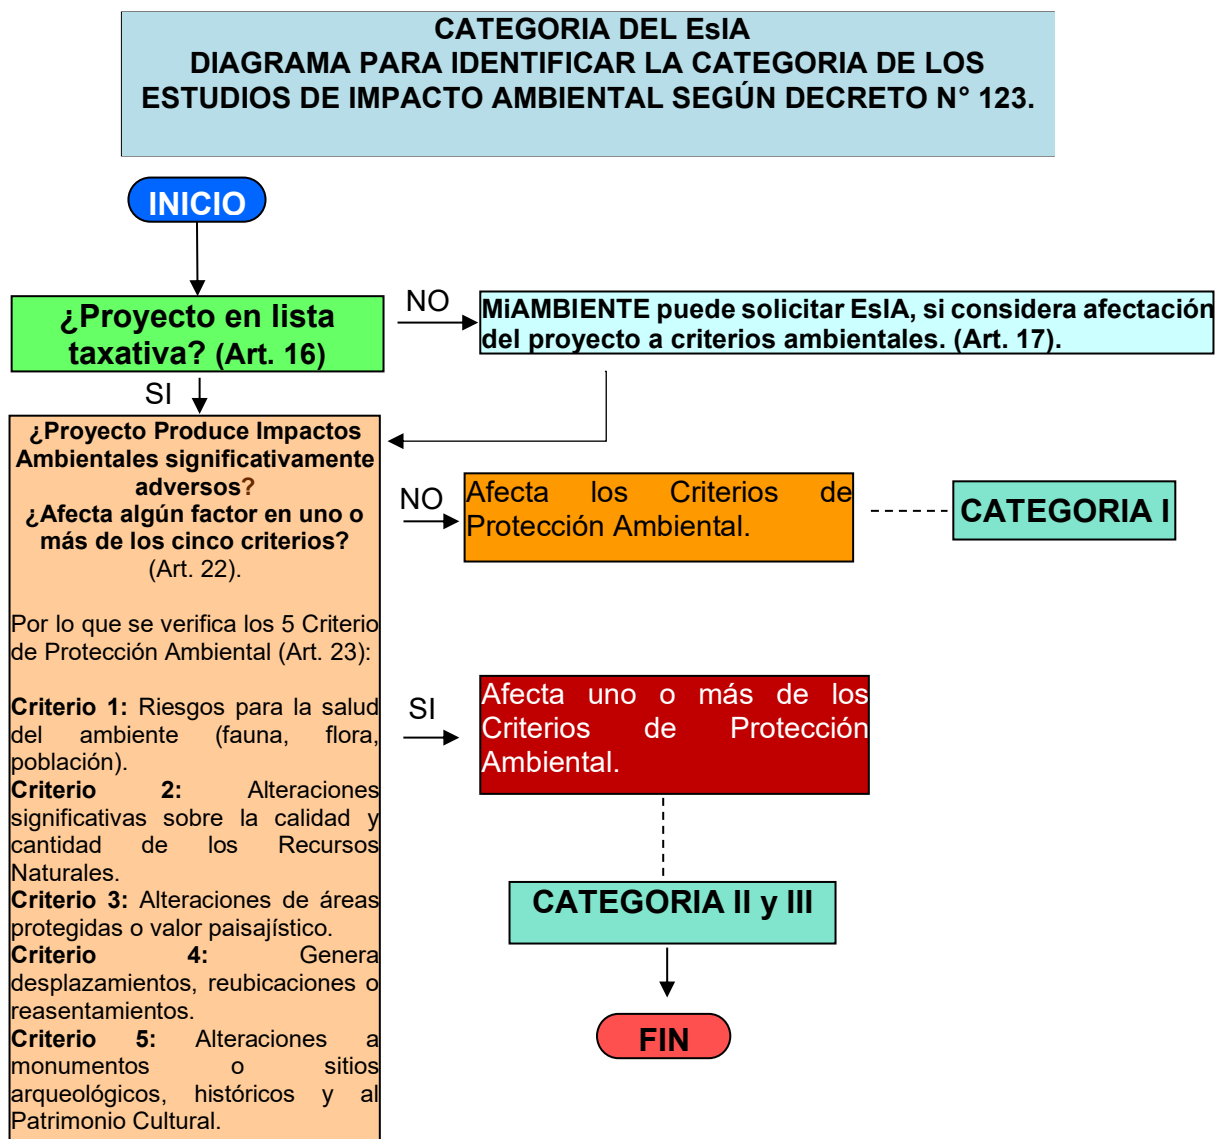 CATEGORIA DEL EsIA
DIAGRAMA PARA IDENTIFICAR LA CATEGORIA DE LOS
ESTUDIOS DE IMPACTO AMBIENTAL SEGÚN DECRETO N° 123.
INICIO
¿Proyecto en lista
taxativa? (Art. 16)
NO
MiAMBIENTE puede solicitar EsIA, si considera afectación
del proyecto a criterios ambientales. (Art. 17).
SI
¿Proyecto Produce Impactos
Ambientales significativamente
adversos?
¿Afecta algún factor en uno o
más de los cinco criterios?
(Art. 22).
Por lo que se verifica los 5 Criterio
de Protección Ambiental (Art. 23):
Criterio 1: Riesgos para la salud
del ambiente (fauna, flora,
población).
Criterio 2: Alteraciones
significativas sobre la calidad y
cantidad de los Recursos
Naturales.
Criterio 3: Alteraciones de áreas
protegidas o valor paisajístico.
Criterio 4: Genera
desplazamientos, reubicaciones o
reasentamientos.
Criterio 5: Alteraciones a
monumentos o sitios
arqueológicos, históricos y al
Patrimonio Cultural.
NO
Afecta los Criterios de
Protección Ambiental.
CATEGORIA I
SI
Afecta uno o más de los
Criterios de Protección
Ambiental.
CATEGORIA II y III
FIN